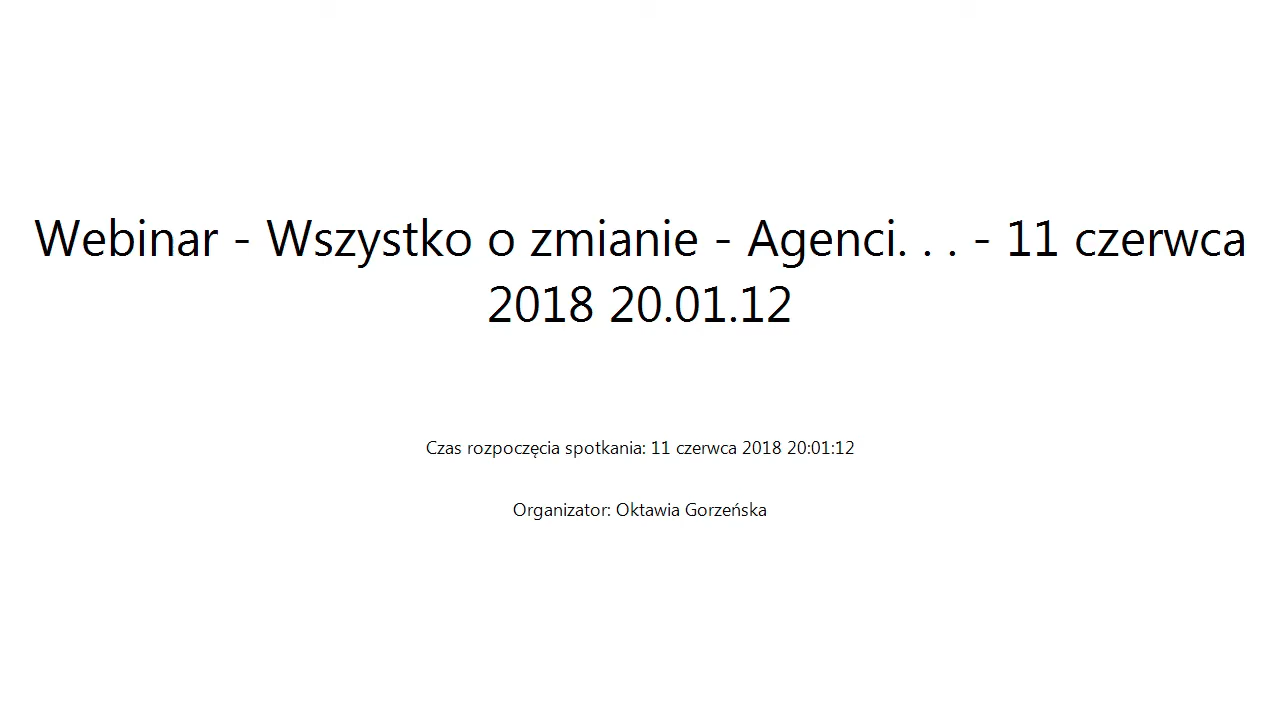 Webinar - Wszystko o zmianie - Agenci. . . - 11 czerwca
2018 20.01.12
Czas rozpoczęcia spotkania: 11 czerwca 2018 20:01:12
Organizator: Oktawia Gorzeńska